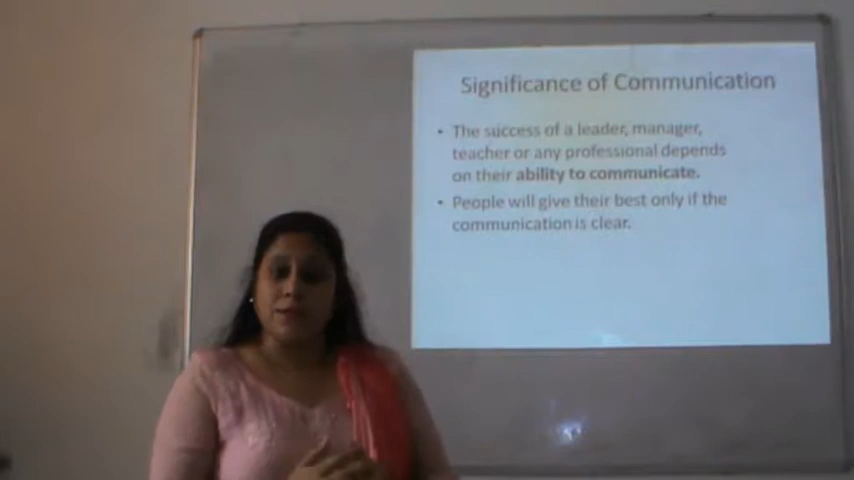 Significance of Communication
• The success of a leader, manager,
teacher or any professional depends
on their ability to communicate.
• People will give their best only if the
communication is clear.